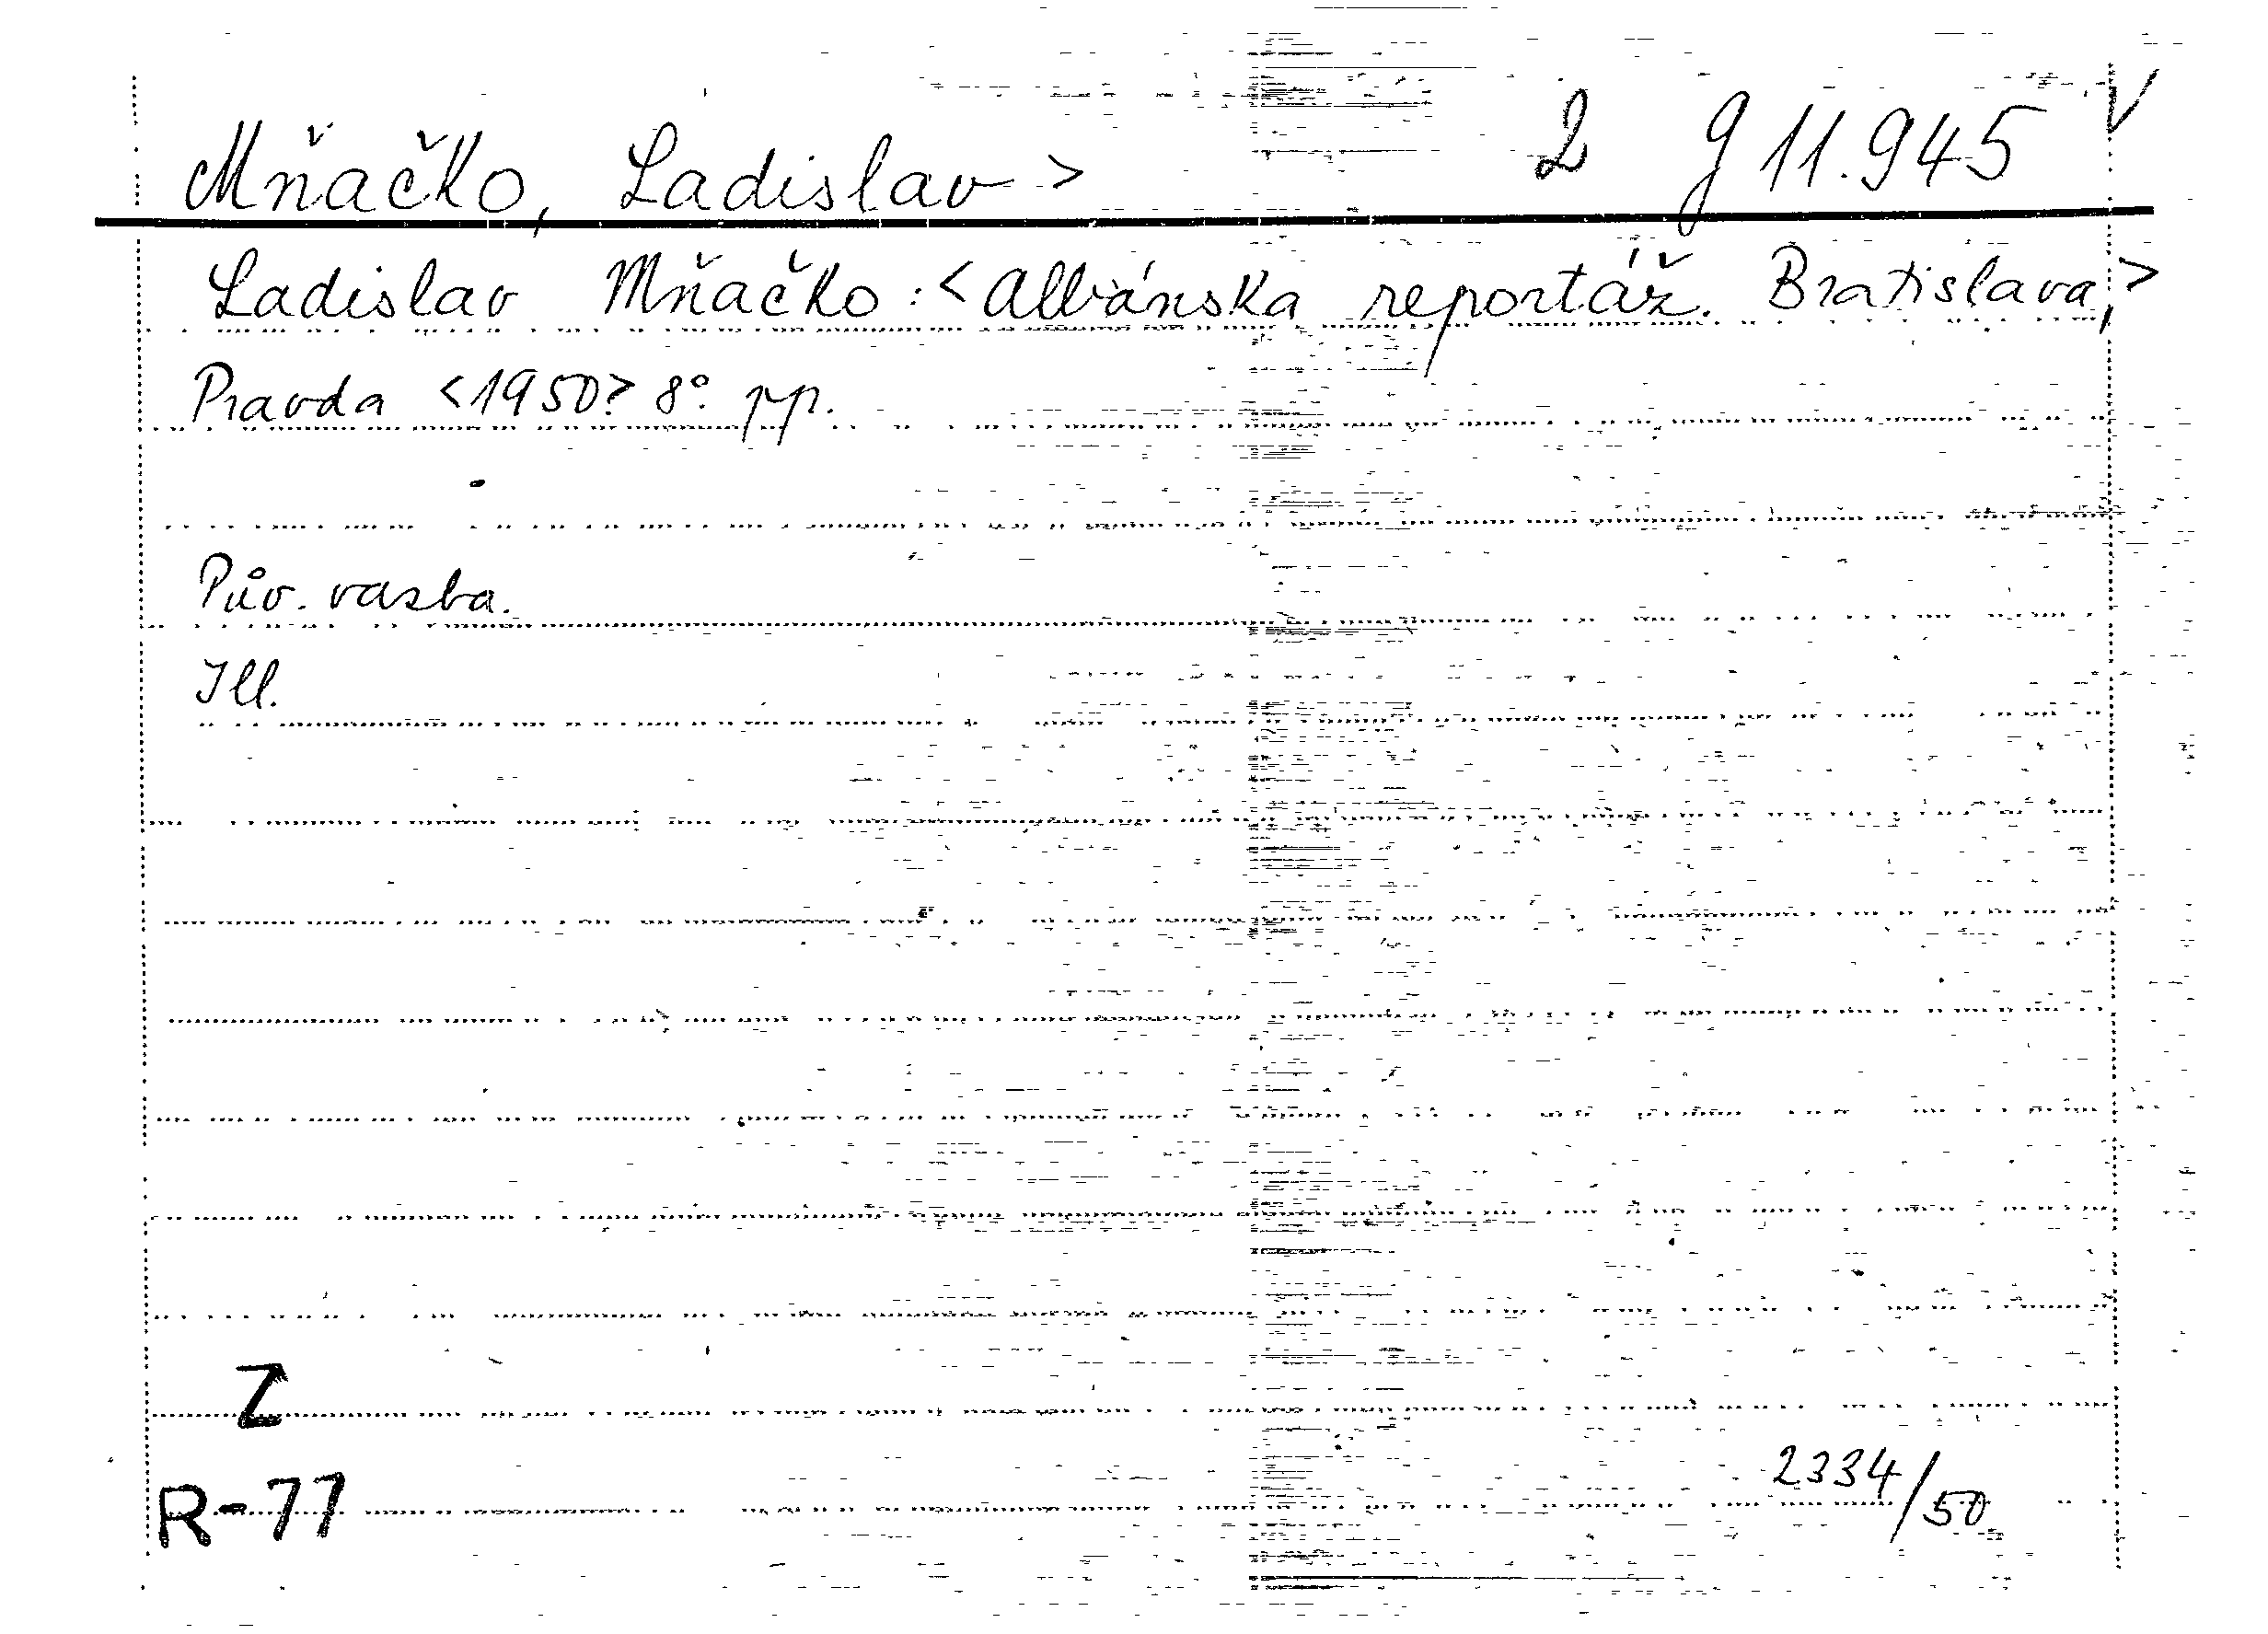 Mňačko, Ladislav > 2 g 11.945 V
Ladislav Mňačko: < Albánska reportáž. Bratislava, >
Pravda < 1950? 8°. pp.
Pův. vazba.
Ill.
Z
R-77 2334/50